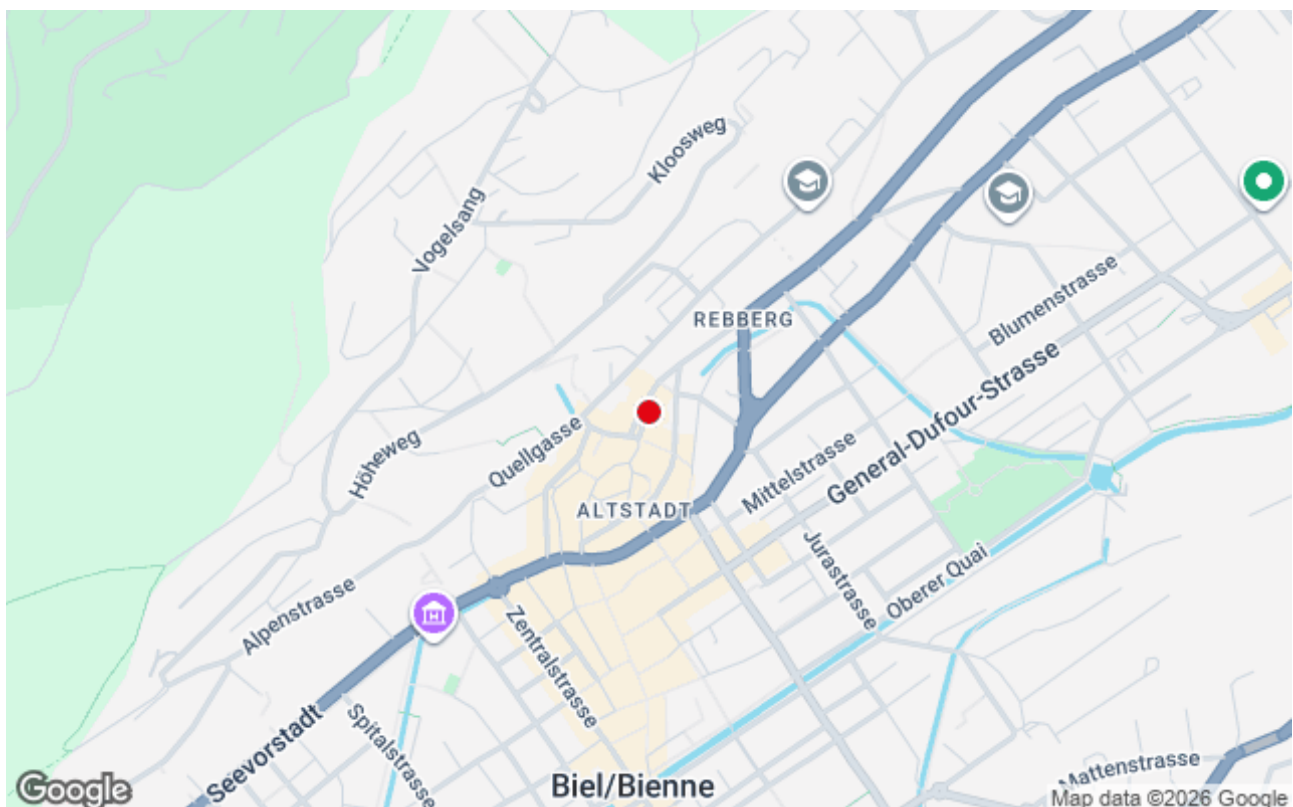 Kloosweg
Vogelsang
REBBERG
Blumenstrasse
General-Dufour-Strasse
Höheweg
Quellgasse
Mittelstrasse
ALTSTADT
Jurastrasse
Oberer Quai
Alpenstrasse
Zentralstrasse
Seevorstadt
Spitalstrasse
Biel/Bienne
Mattenstrasse
Google
Map data ©2026 Google